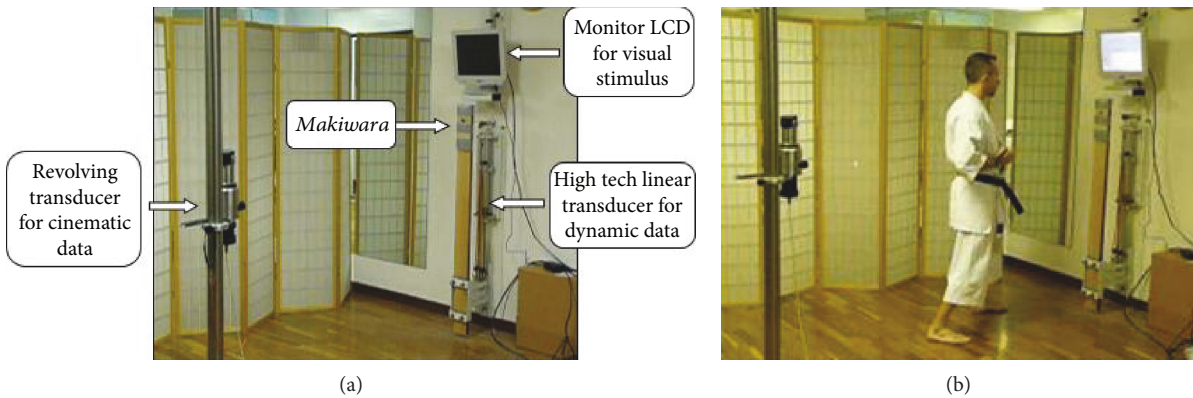 Monitor LCD
for visual
stimulus
Makiwara
Revolving
transducer
for cinematic
data
High tech linear
transducer for
dynamic data
(a)
(b)